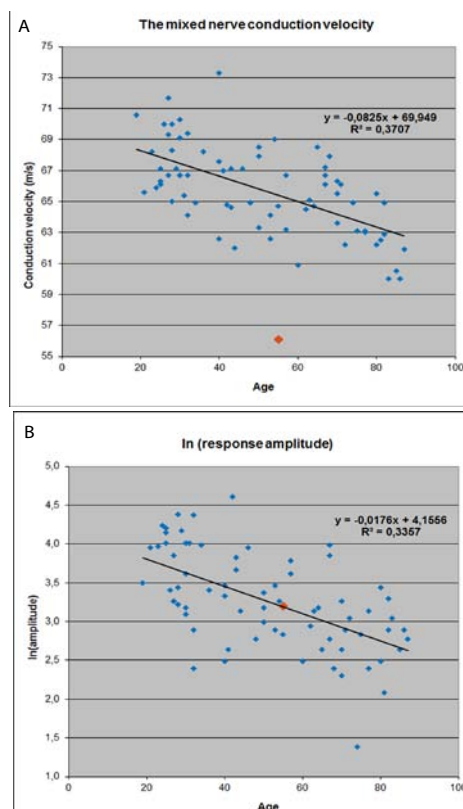 A
The mixed nerve conduction velocity
75
73
71
69
67
65
63
61
59
57
55
Conduction velocity (m/s)
y = -0,0825x + 69,949
R² = 0,3707
0 20 40 60 80 100
Age
B
ln (response amplitude)
5,0
4,5
4,0
3,5
3,0
2,5
2,0
1,5
1,0
ln(amplitude)
y = -0,0176x + 4,1556
R² = 0,3357
0 20 40 60 80 100
Age